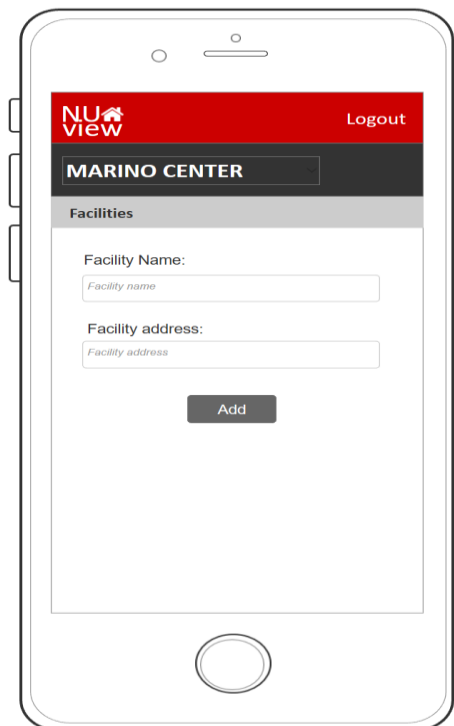 NU
view
Logout
MARINO CENTER
Facilities
Facility Name:
Facility name
Facility address:
Facility address
Add